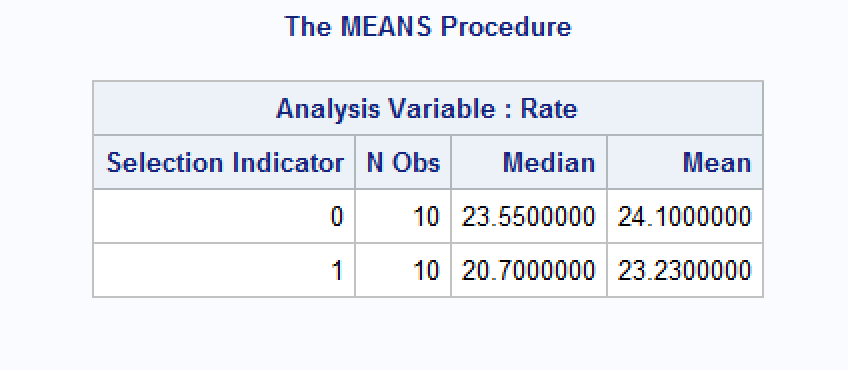 The MEANS Procedure
Analysis Variable : Rate
Selection Indicator N Obs Median Mean
0 10 23.5500000 24.1000000
1 10 20.7000000 23.2300000